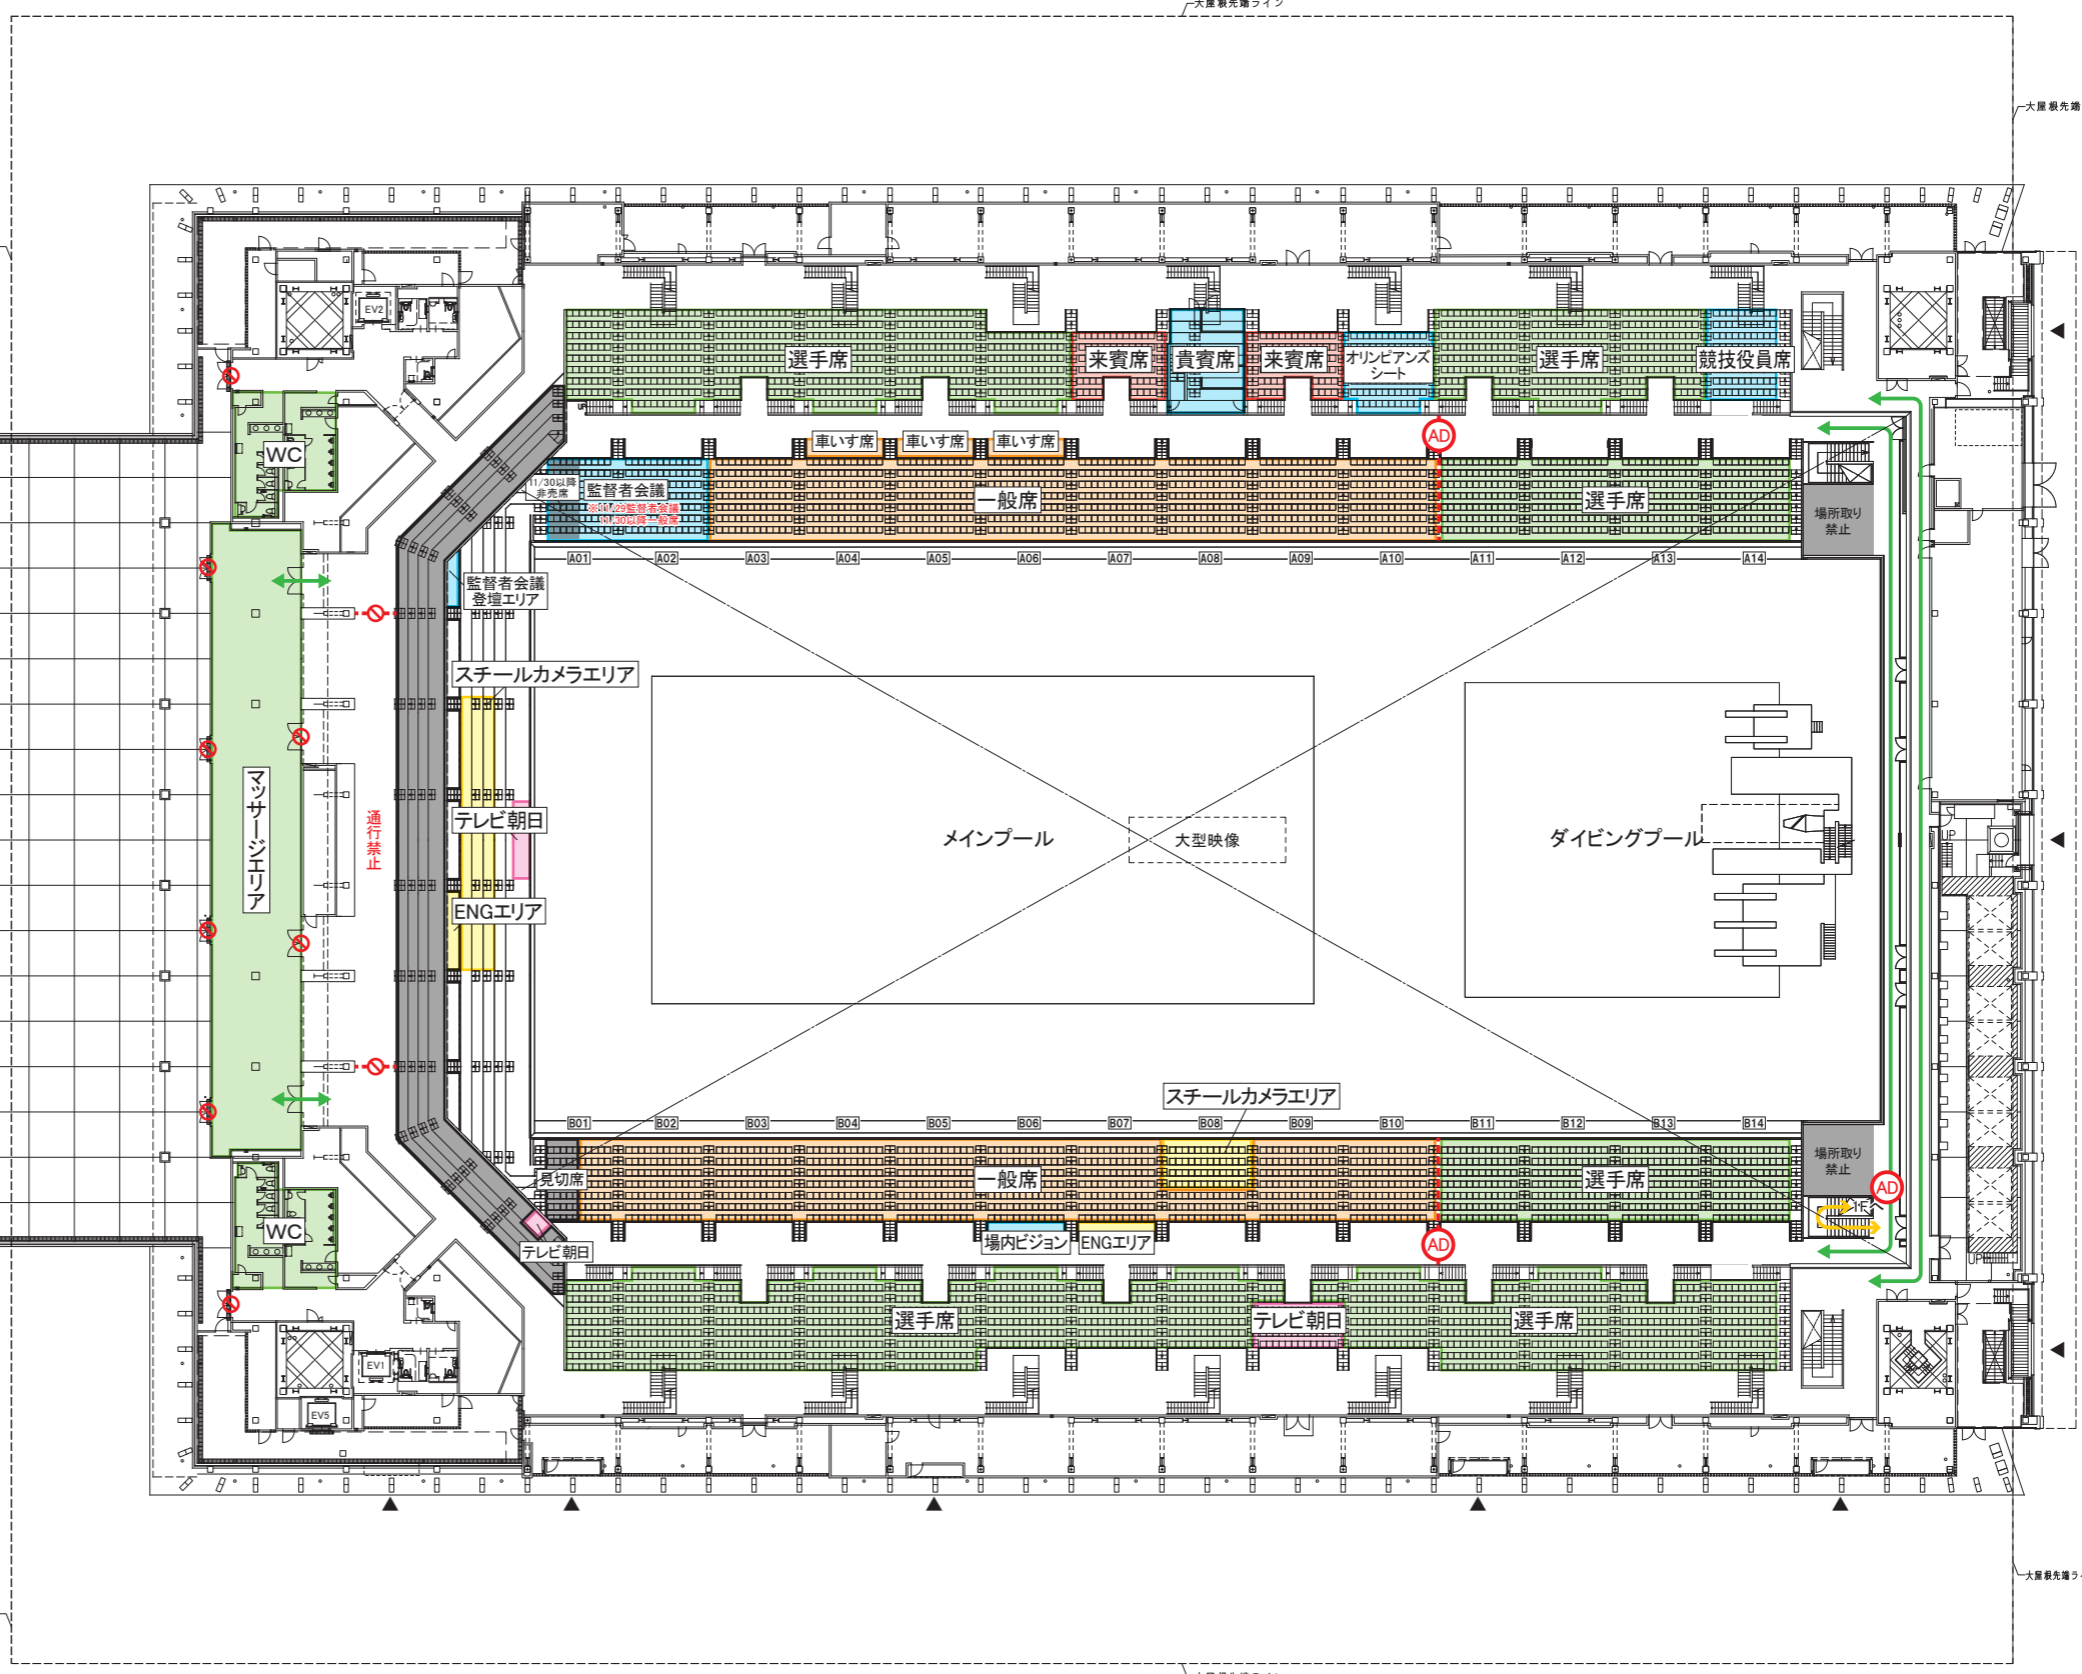 大屋根先端ライン
大屋根先端
EV2
選手席
来賓席
貴賓席
来賓席
オリンピアンズ
シート
選手席
競技役員席
UP
WC
車いす席
車いす席
車いす席
AD
11/30以降
非売席
監督者会議
※11/29監督者会議
11/30以降一般席
一般席
選手席
場所取り
禁止
A01
A02
A03
A04
A05
A06
A07
A08
A09
A10
A11
A12
A13
A14
監督者会議
登壇エリア
スチールカメラエリア
マッサージエリア
通行禁止
テレビ朝日
メインプール
大型映像
ダイビングプール
UP
ENGエリア
スチールカメラエリア
B01
B02
B03
B04
B05
B06
B07
B08
B09
B10
B11
B12
B13
B14
場所取り
禁止
見切席
一般席
選手席
AD
1Fへ
WC
テレビ朝日
場内ビジョン
ENGエリア
AD
UP
選手席
テレビ朝日
選手席
EV1
EV5
大屋根先端ラ